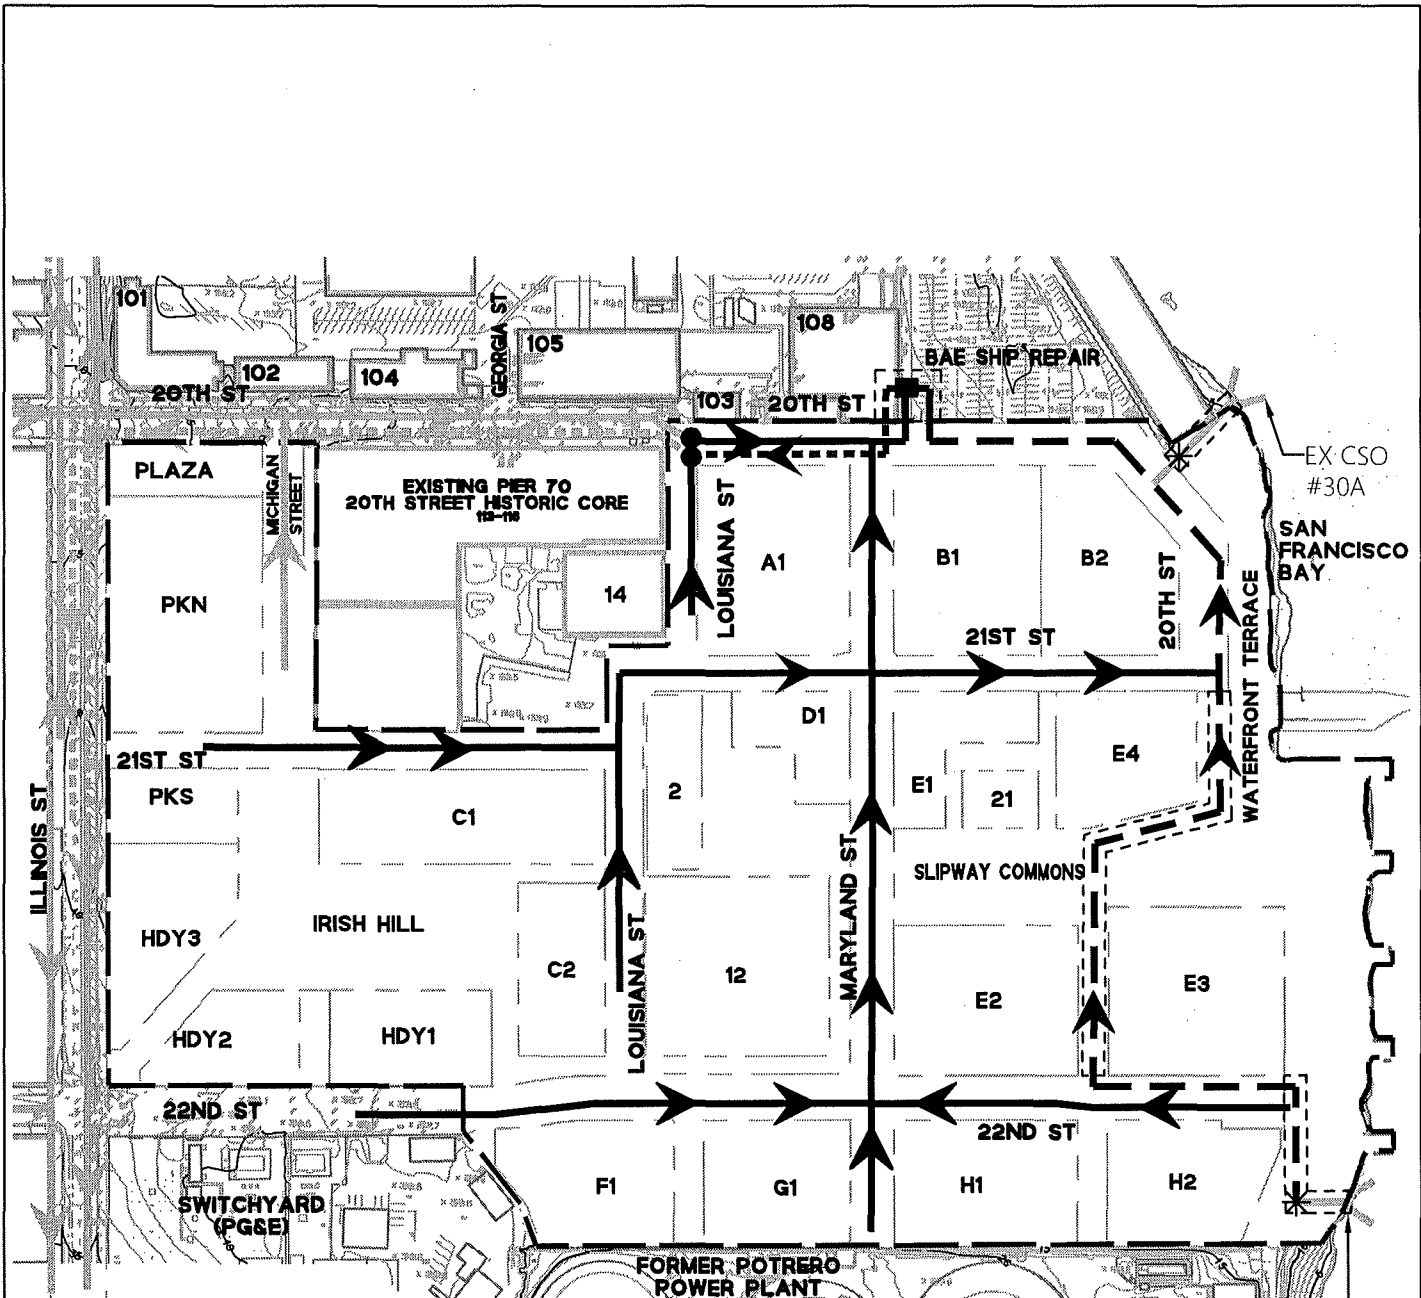 101
102
20TH ST
104
GEORGIA ST
105
103
108
20TH ST
BAE SHIP REPAIR
EX CSO
#30A
PLAZA
MICHIGAN
STREET
EXISTING PIER 70
20TH STREET HISTORIC CORE
113-116
LOUISIANA ST
A1
B1
B2
20TH ST
SAN
FRANCISCO
BAY
PKN
14
21ST ST
WATERFRONT TERRACE
21ST ST
PKS
C1
2
D1
E1
21
E4
ILLINOIS ST
HDY3
IRISH HILL
C2
LOUISIANA ST
12
MARYLAND ST
SLIPWAY COMMONS
E2
E3
HDY2
HDY1
22ND ST
22ND ST
SWITCHYARD
(PG&E)
F1
G1
H1
H2
FORMER POTRERO
POWER PLANT